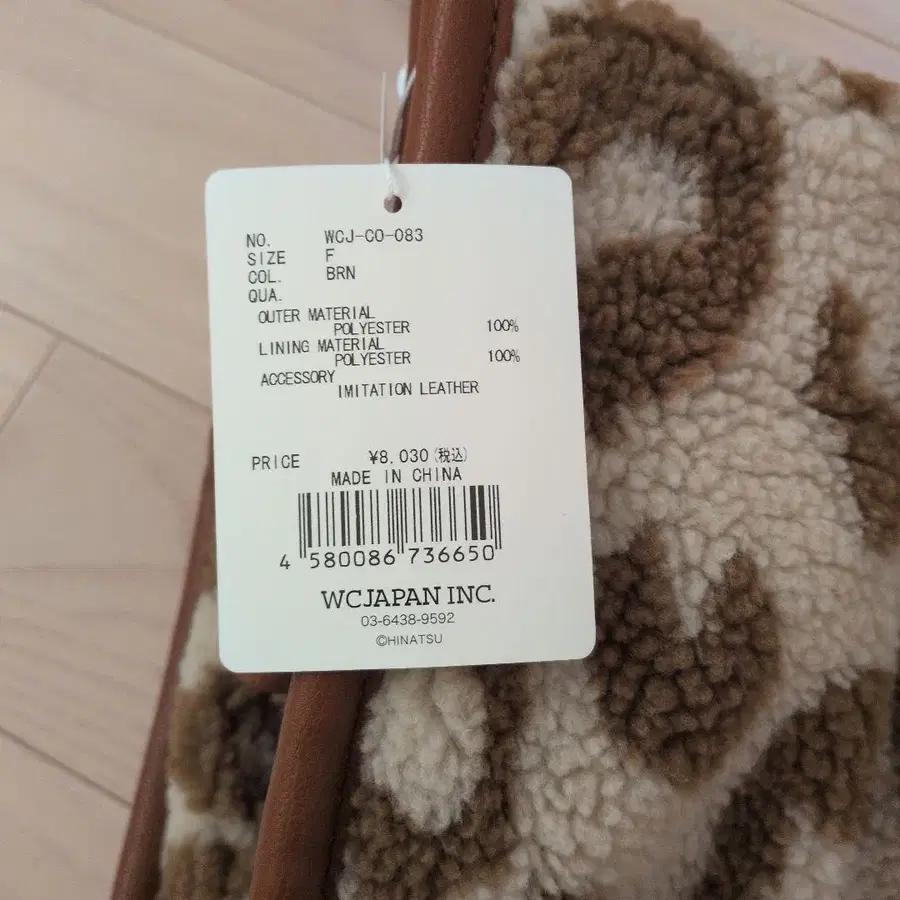 NO. WCJ-CO-083
SIZE F
COL. BRN
QUA.
OUTER MATERIAL
POLYESTER 100%
LINING MATERIAL
POLYESTER 100%
ACCESSORY
IMITATION LEATHER
PRICE ¥8,030(税込)
MADE IN CHINA
4 580086 736650
WCJAPAN INC.
03-6438-9592
©HINATSU